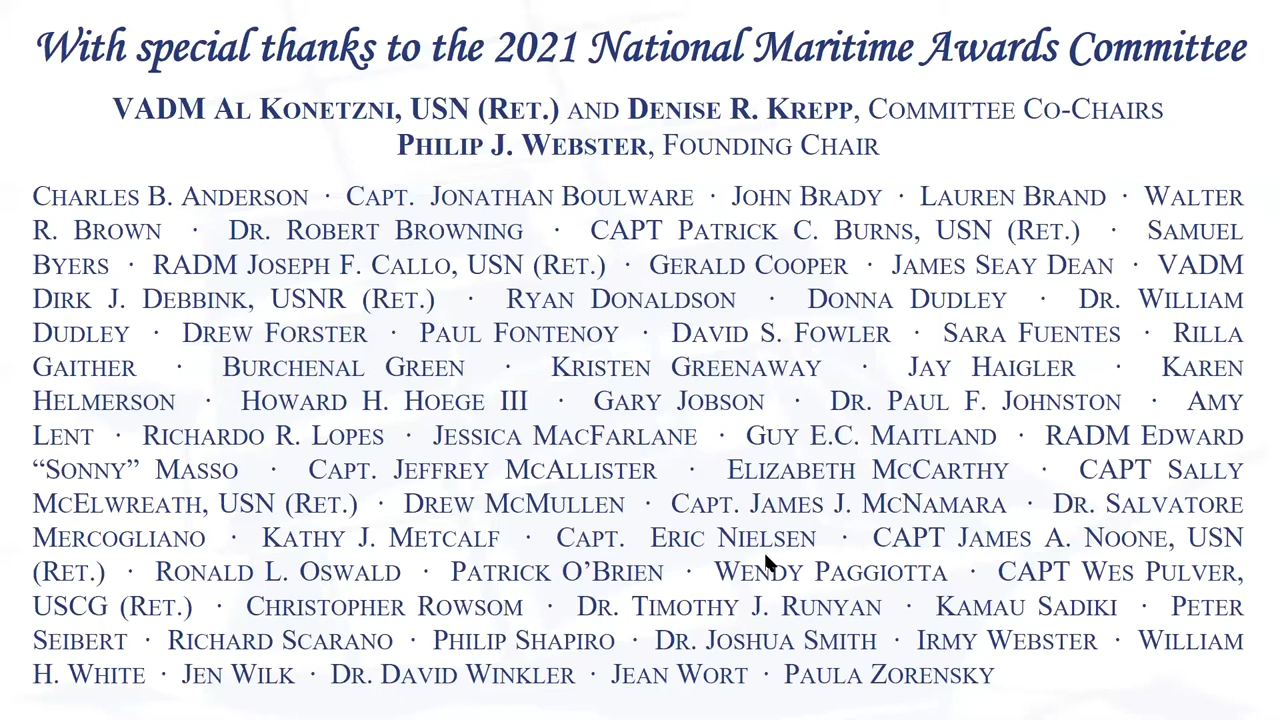 With special thanks to the 2021 National Maritime Awards Committee
VADM Al Konetzni, USN (Ret.) and Denise R. Krepp, Committee Co-Chairs
Philip J. Webster, Founding Chair
Charles B. Anderson · Capt. Jonathan Boulware · John Brady · Lauren Brand · Walter
R. Brown · Dr. Robert Browning · CAPT Patrick C. Burns, USN (Ret.) · Samuel
Byers · RADM Joseph F. Callo, USN (Ret.) · Gerald Cooper · James Seay Dean · VADM
Dirk J. Debbink, USNR (Ret.) · Ryan Donaldson · Donna Dudley · Dr. William
Dudley · Drew Forster · Paul Fontenoy · David S. Fowler · Sara Fuentes · Rilla
Gaither · Burchenal Green · Kristen Greenaway · Jay Haigler · Karen
Helmerson · Howard H. Hoege III · Gary Jobson · Dr. Paul F. Johnston · Amy
Lent · Richardo R. Lopes · Jessica MacFarlane · Guy E.C. Maitland · RADM Edward
“Sonny” Masso · Capt. Jeffrey McAllister · Elizabeth McCarthy · CAPT Sally
McElwreath, USN (Ret.) · Drew McMullen · Capt. James J. McNamara · Dr. Salvatore
Mercogliano · Kathy J. Metcalf · Capt. Eric Nielsen · CAPT James A. Noone, USN
(Ret.) · Ronald L. Oswald · Patrick O’Brien · Wendy Paggiotta · CAPT Wes Pulver,
USCG (Ret.) · Christopher Rowsom · Dr. Timothy J. Runyan · Kamau Sadiki · Peter
Seibert · Richard Scarano · Philip Shapiro · Dr. Joshua Smith · Irmy Webster · William
H. White · Jen Wilk · Dr. David Winkler · Jean Wort · Paula Zorensky